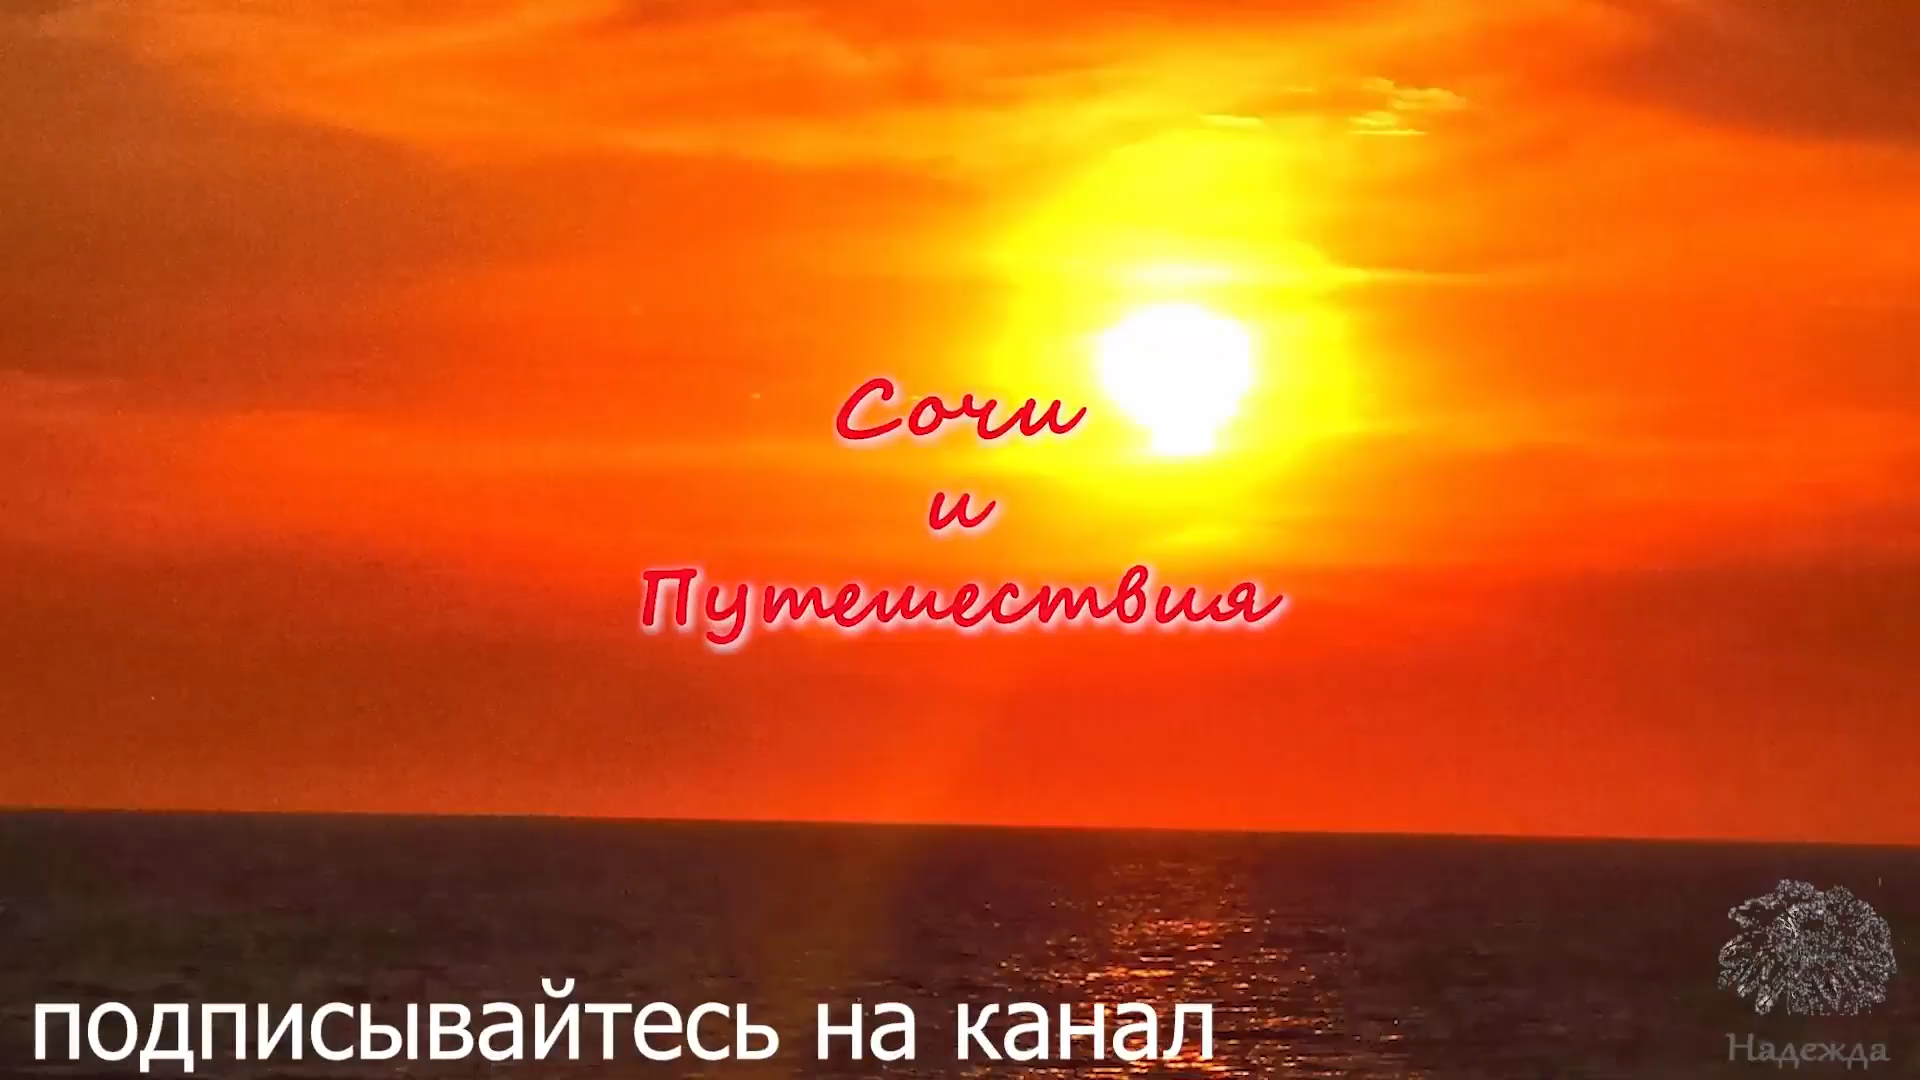 Сочи
и
Путешествия
подписывайтесь на канал
Надежда